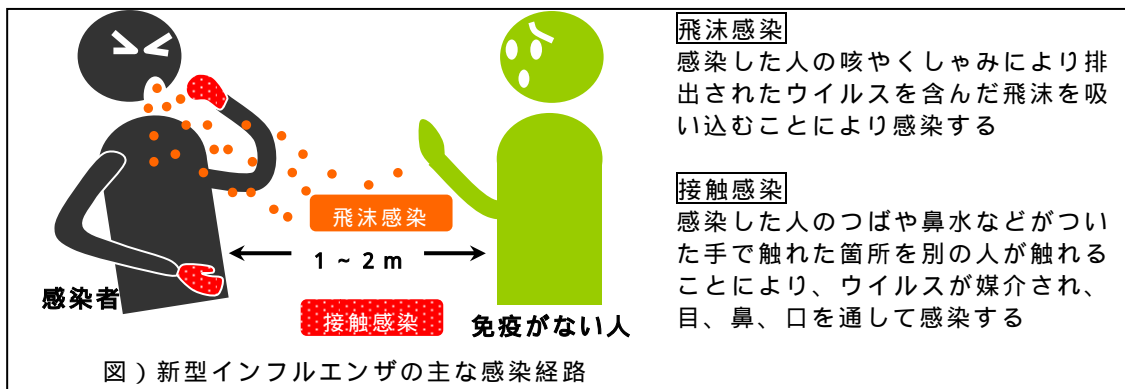 飛沫感染
感染した人の咳やくしゃみにより排
出されたウイルスを含んだ飛沫を吸
い込むことにより感染する
接触感染
感染した人のつばや鼻水などがつい
た手で触れた箇所を別の人が触れる
ことにより、ウイルスが媒介され、
目、鼻、口を通して感染する
飛沫感染
1~2m
感染者
接触感染
免疫がない人
図)新型インフルエンザの主な感染経路